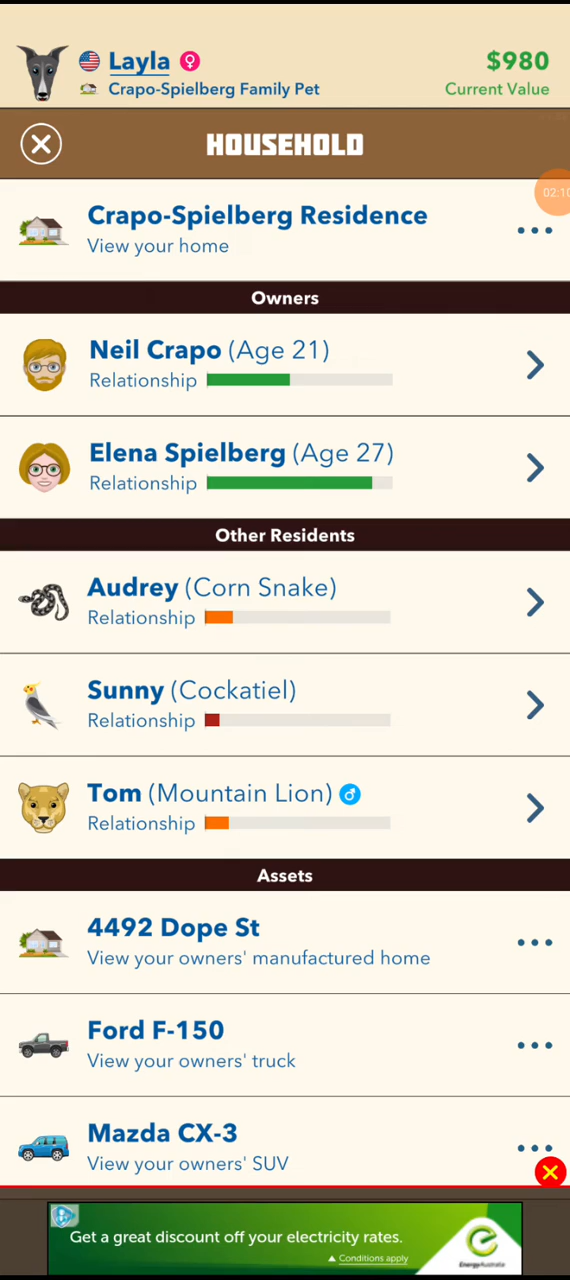 Layla
$980
Crapo-Spielberg Family Pet
Current Value
HOUSEHOLD
02:10
Crapo-Spielberg Residence
View your home
Owners
Neil Crapo (Age 21)
Relationship
Elena Spielberg (Age 27)
Relationship
Other Residents
Audrey (Corn Snake)
Relationship
Sunny (Cockatiel)
Relationship
Tom (Mountain Lion)
Relationship
Assets
4492 Dope St
View your owners' manufactured home
Ford F-150
View your owners' truck
Mazda CX-3
View your owners' SUV
Get a great discount off your electricity rates.
Conditions apply
EnergyAustralia